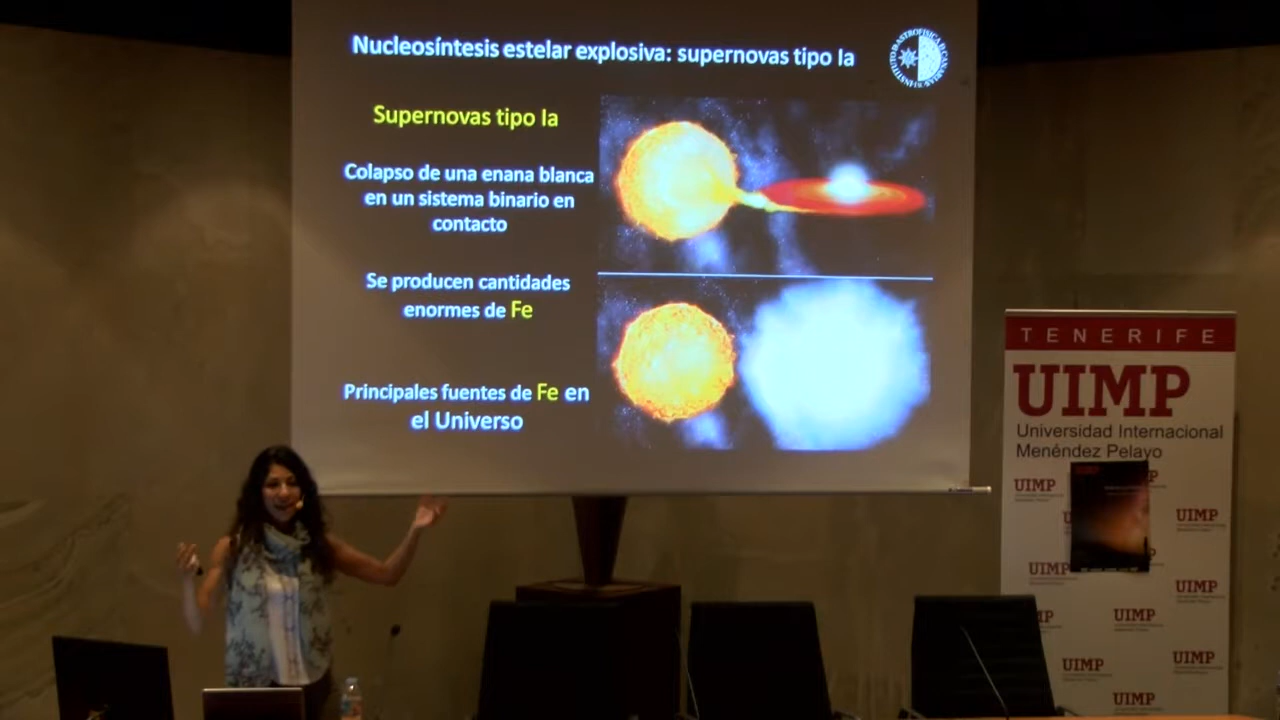 Nucleosíntesis estelar explosiva: supernovas tipo Ia
Supernovas tipo Ia
Colapso de una enana blanca
en un sistema binario en
contacto
Se producen cantidades
enormes de Fe
Principales fuentes de Fe en
el Universo
TENERIFE
UIMP
Universidad Internacional
Menéndez Pelayo
UIMP
UIMP
UIMP
UIMP
UIMP
UIMP
UIMP
UIMP